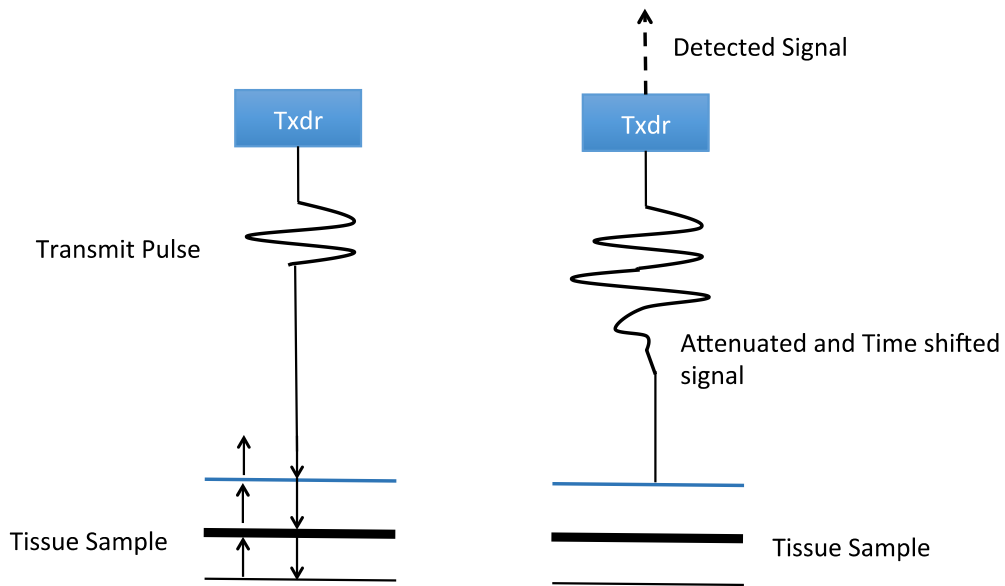 Detected Signal
Txdr
Txdr
Transmit Pulse
Attenuated and Time shifted
signal
Tissue Sample
Tissue Sample